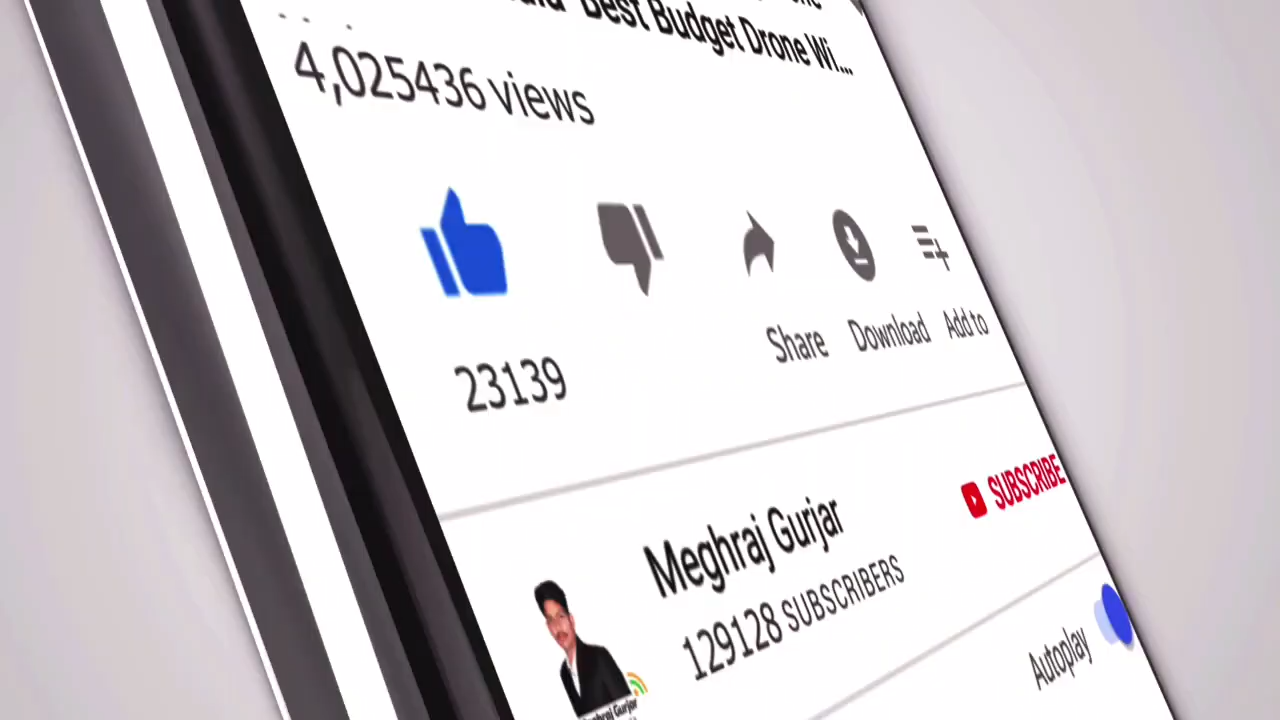 Best Budget Drone Wi...
4,025436 views
23139
Share
Download
Add to
Meghraj Gurjar
SUBSCRIBE
129128 SUBSCRIBERS
Autoplay